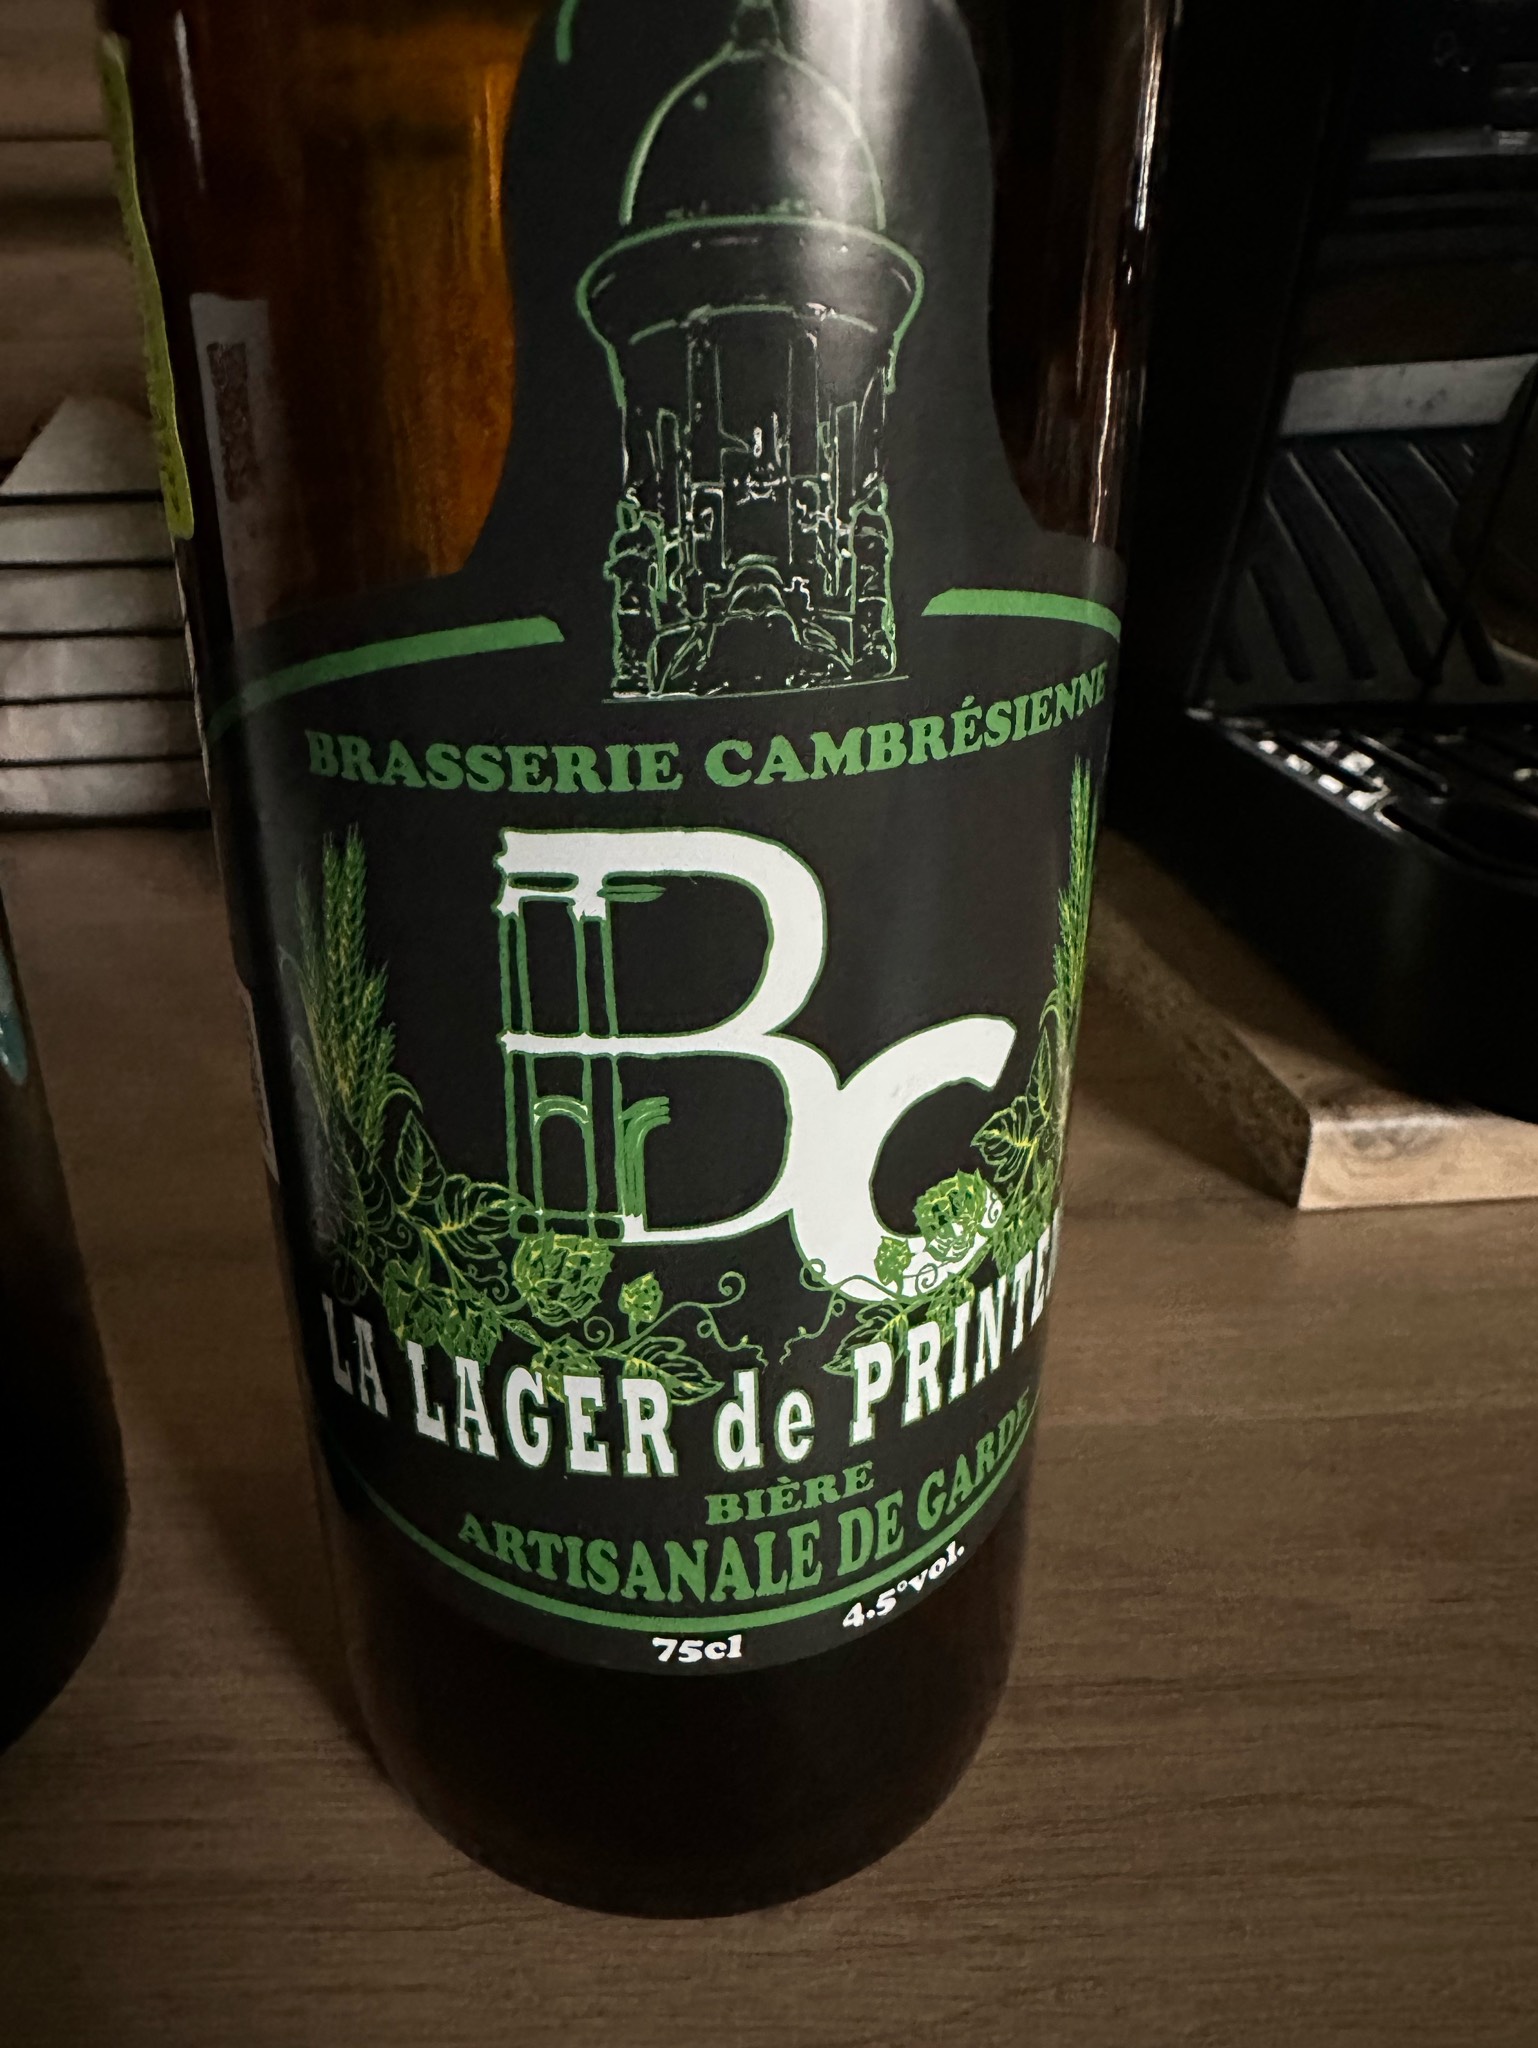 BRASSERIE CAMBRÉSIENNE
Bc
LA LAGER de PRINTE
BIÈRE
ARTISANALE DE GARDE
4.5°vol.
75cl